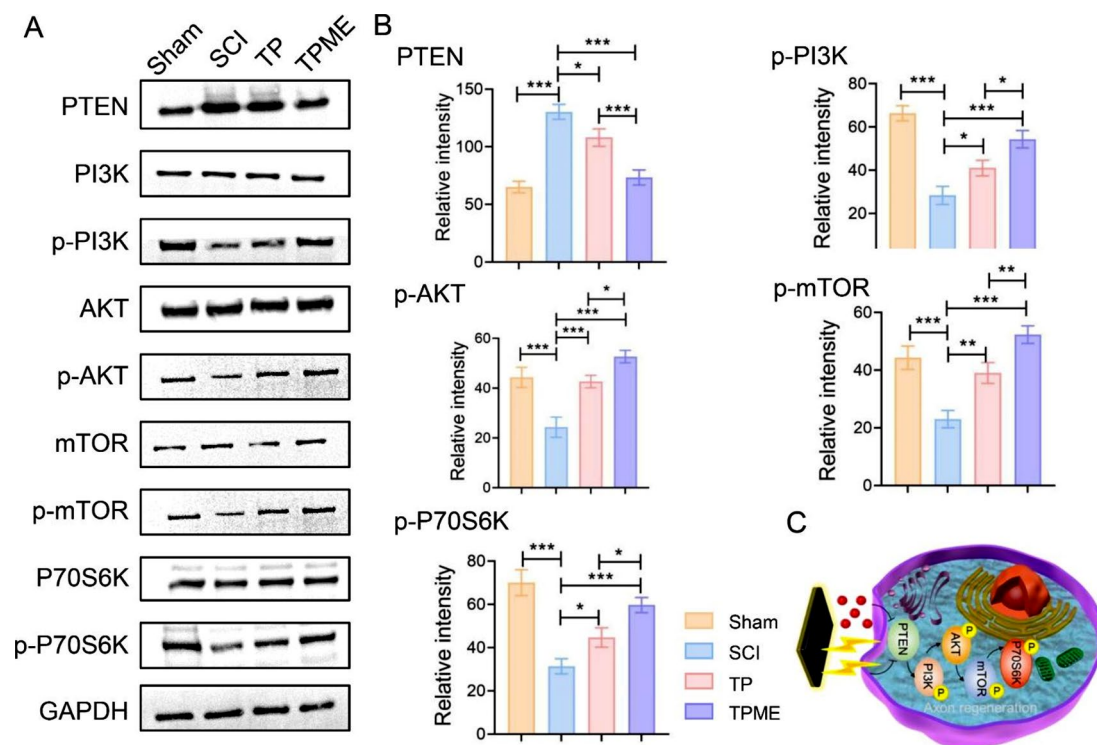 A
Sham
SCI
TP
TPME
PTEN
PI3K
p-PI3K
AKT
p-AKT
mTOR
p-mTOR
P70S6K
p-P70S6K
GAPDH
B
PTEN
Relative intensity
150
100
50
0
***
*
***
***
p-PI3K
Relative intensity
80
60
40
20
***
*
***
*
p-AKT
Relative intensity
60
40
20
0
*
***
***
***
p-mTOR
Relative intensity
60
40
20
0
**
***
***
**
p-P70S6K
Relative intensity
80
60
40
20
0
***
*
***
*
Sham
SCI
TP
TPME
C
PTEN
PI3K
P
AKT
P
mTOR
P
P70S6K
P
Axon regeneration